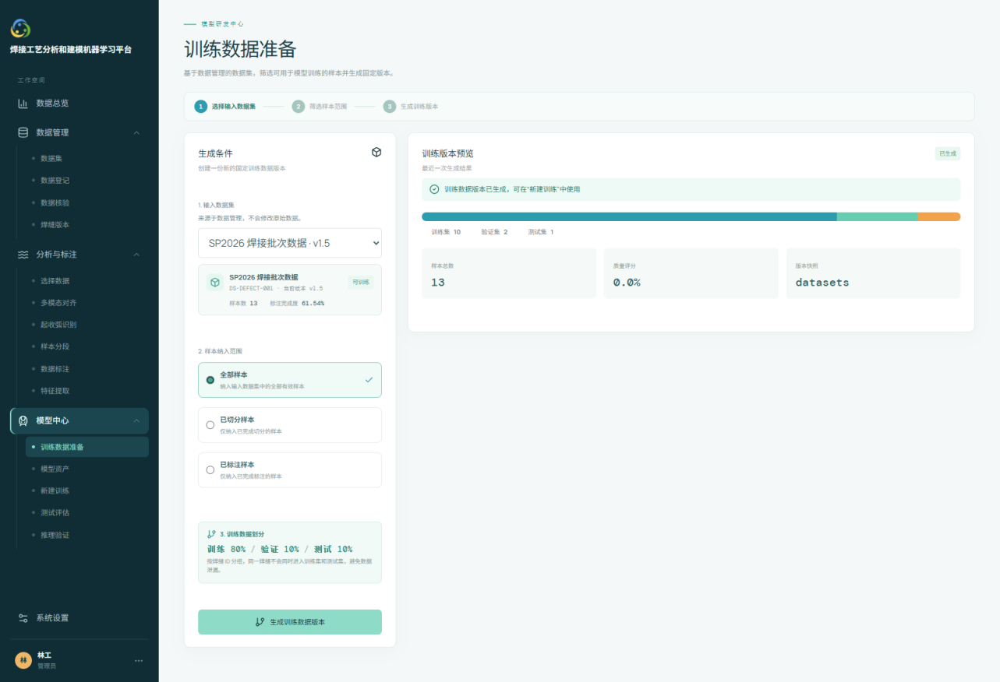 焊接工艺分析和建模机器学习平台
工作空间
数据总览
数据管理
数据集
数据登记
数据核验
焊缝版本
分析与标注
选择数据
多模态对齐
起收弧识别
样本分段
数据标注
特征提取
模型中心
训练数据准备
模型资产
新建训练
测试评估
推理验证
系统设置
林
林工
管理员
模型研发中心
训练数据准备
基于数据管理的数据集，筛选可用于模型训练的样本并生成固定版本。
1 选择输入数据集
2 筛选样本范围
3 生成训练版本
生成条件
创建一份新的固定训练数据版本
1. 输入数据集
来源于数据管理，不会修改原始数据。
SP2026 焊接批次数据 · v1.5
SP2026 焊接批次数据
DS-DEFECT-001 · 当前版本 v1.5
可训练
样本数 13 标注完成度 61.54%
2. 样本纳入范围
全部样本
纳入输入数据集中的全部有效样本
已切分样本
仅纳入已完成切分的样本
已标注样本
仅纳入已完成标注的样本
3. 训练数据划分
训练 80% / 验证 10% / 测试 10%
按焊缝 ID 分组，同一焊缝不会同时进入训练集和测试集，避免数据
泄漏。
生成训练数据版本
训练版本预览
最近一次生成结果
已生成
训练数据版本已生成，可在“新建训练”中使用
训练集 10 验证集 2 测试集 1
样本总数
13
质量评分
0.0%
版本快照
datasets